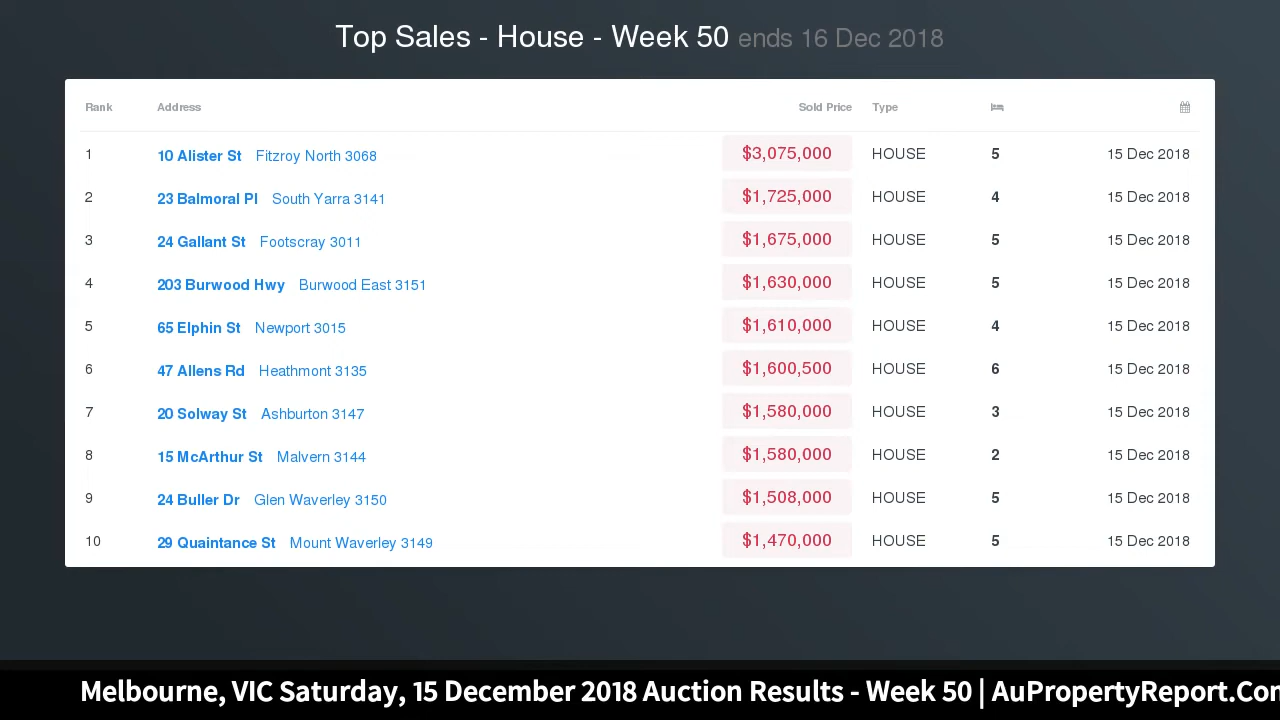 Top Sales - House - Week 50 ends 16 Dec 2018
Rank Address Sold Price Type
1 10 Alister St Fitzroy North 3068 $3,075,000 HOUSE 5 15 Dec 2018
2 23 Balmoral Pl South Yarra 3141 $1,725,000 HOUSE 4 15 Dec 2018
3 24 Gallant St Footscray 3011 $1,675,000 HOUSE 5 15 Dec 2018
4 203 Burwood Hwy Burwood East 3151 $1,630,000 HOUSE 5 15 Dec 2018
5 65 Elphin St Newport 3015 $1,610,000 HOUSE 4 15 Dec 2018
6 47 Allens Rd Heathmont 3135 $1,600,500 HOUSE 6 15 Dec 2018
7 20 Solway St Ashburton 3147 $1,580,000 HOUSE 3 15 Dec 2018
8 15 McArthur St Malvern 3144 $1,580,000 HOUSE 2 15 Dec 2018
9 24 Buller Dr Glen Waverley 3150 $1,508,000 HOUSE 5 15 Dec 2018
10 29 Quaintance St Mount Waverley 3149 $1,470,000 HOUSE 5 15 Dec 2018
Melbourne, VIC Saturday, 15 December 2018 Auction Results - Week 50 | AuPropertyReport.Con